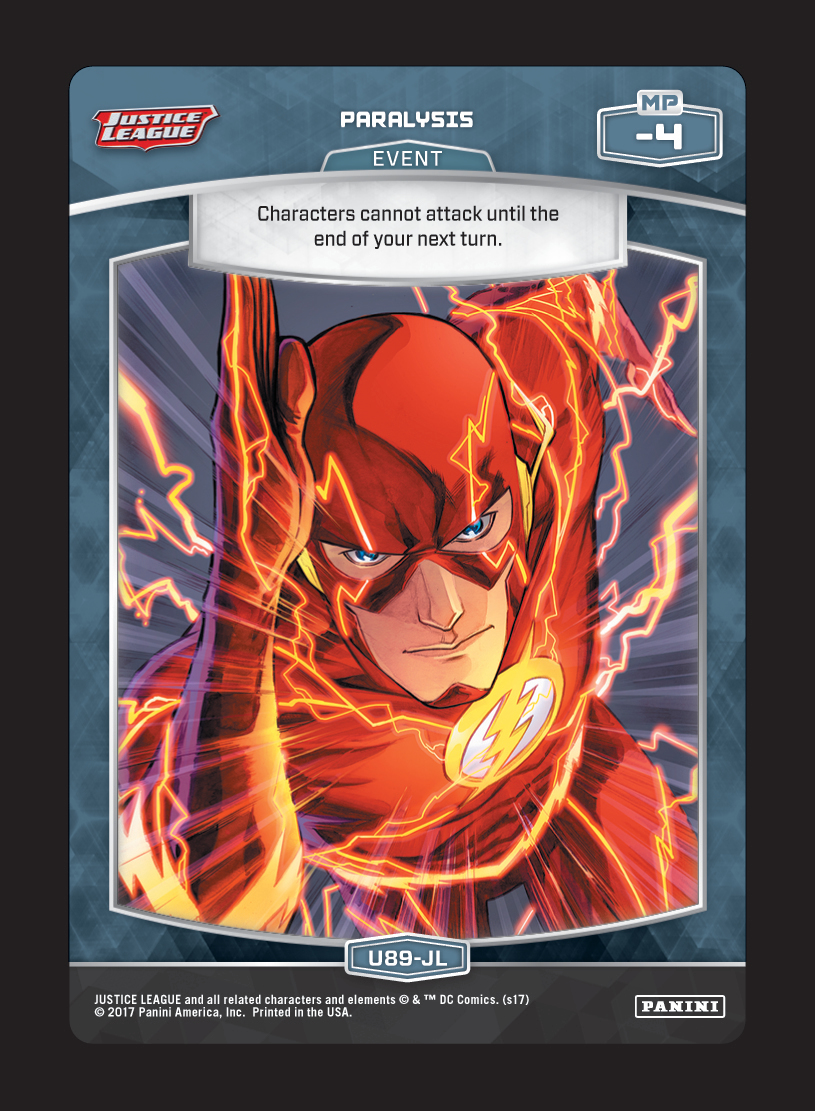 JUSTICE
LEAGUE
PARALYSIS
MP
-4
EVENT
Characters cannot attack until the
end of your next turn.
U89-JL
JUSTICE LEAGUE and all related characters and elements © & ™ DC Comics. (s17)
© 2017 Panini America, Inc. Printed in the USA.
PANINI